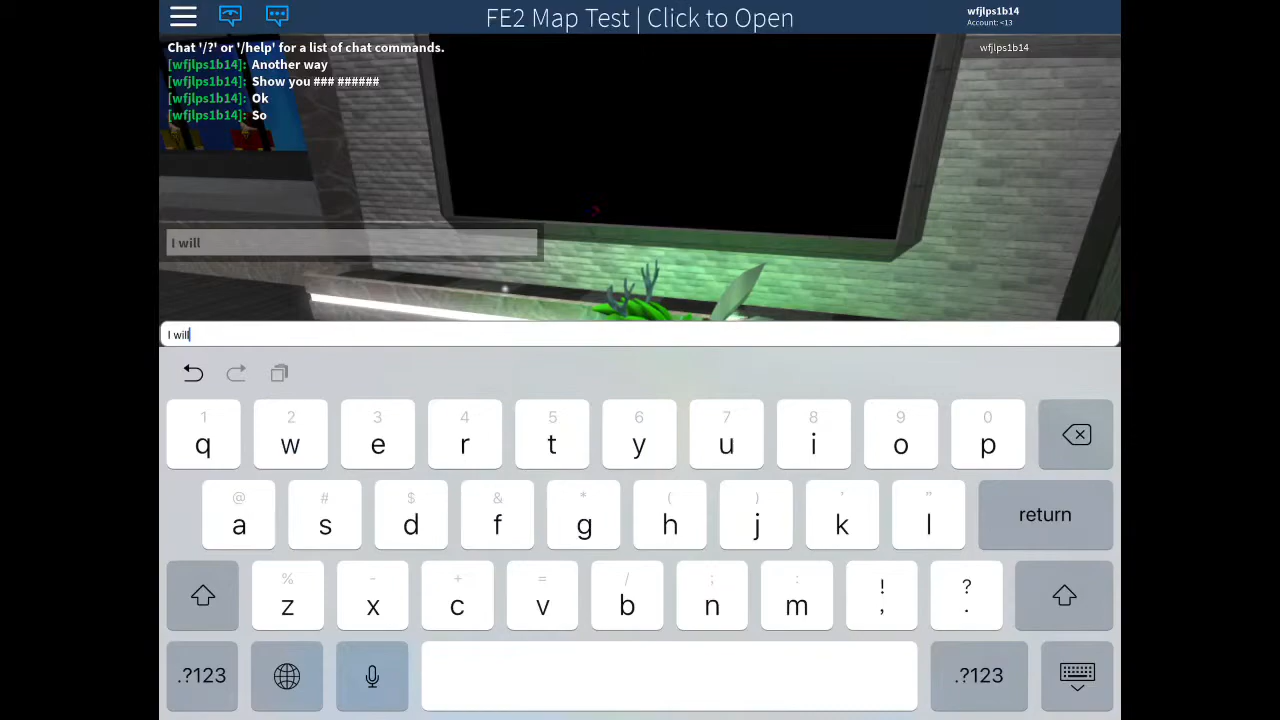 FE2 Map Test | Click to Open
wfjlps1b14
Account: <13
wfjlps1b14
Chat '/?' or '/help' for a list of chat commands.
[wfjlps1b14]: Another way
[wfjlps1b14]: Show you ### ######
[wfjlps1b14]: Ok
[wfjlps1b14]: So
I will
I will
1 2 3 4 5 6 7 8 9 0
q w e r t y u i o p
@ # $ & * ( ) ' "
a s d f g h j k l return
% - + = / ; : ! ?
z x c v b n m , .
.?123 .?123